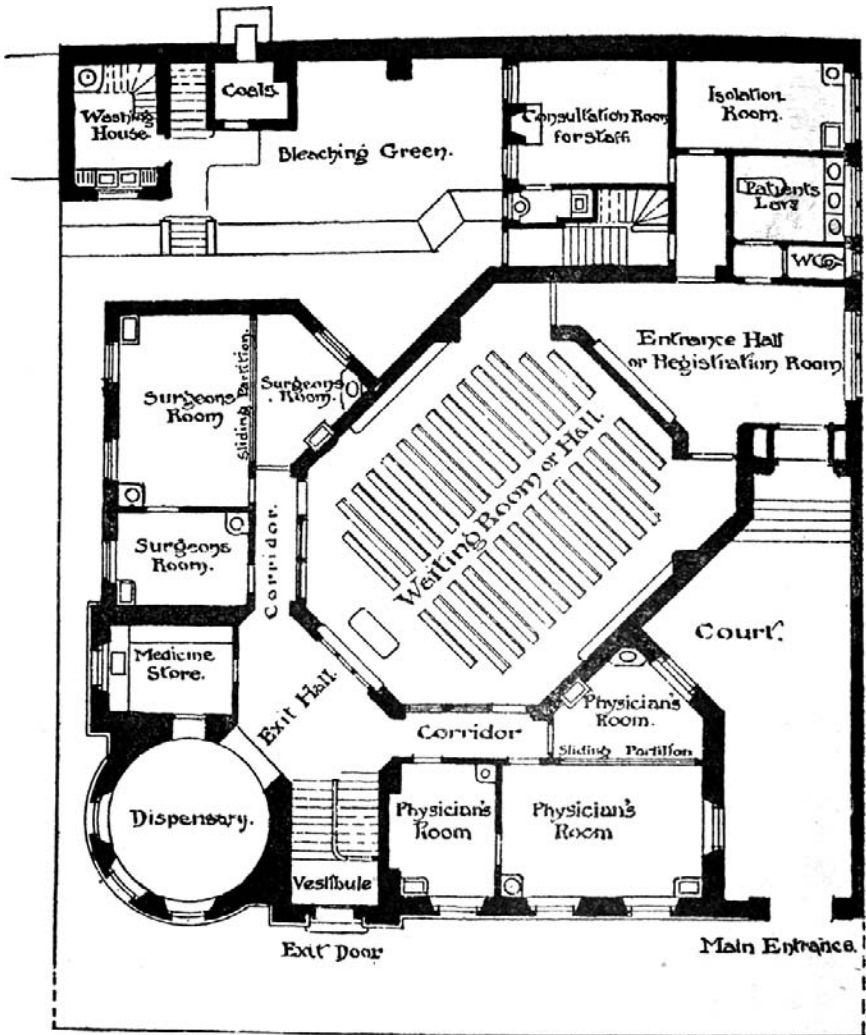 Coals.
Washing
House.
Bleaching Green.
Consultation Room
for Staff.
Isolation
Room.
Patients
Lavy
WC
Entrance Hall
or Registration Room
Surgeons
Room
Sliding Partition.
Surgeons
Room.
Waiting Room or Hall.
Corridor.
Surgeons
Room.
Medicine
Store.
Exit Hall.
Court.
Physician's
Room.
Corridor
Sliding Partition
Dispensary.
Physician's
Room
Physician's
Room
Vestibule
Exit Door
Main Entrance.